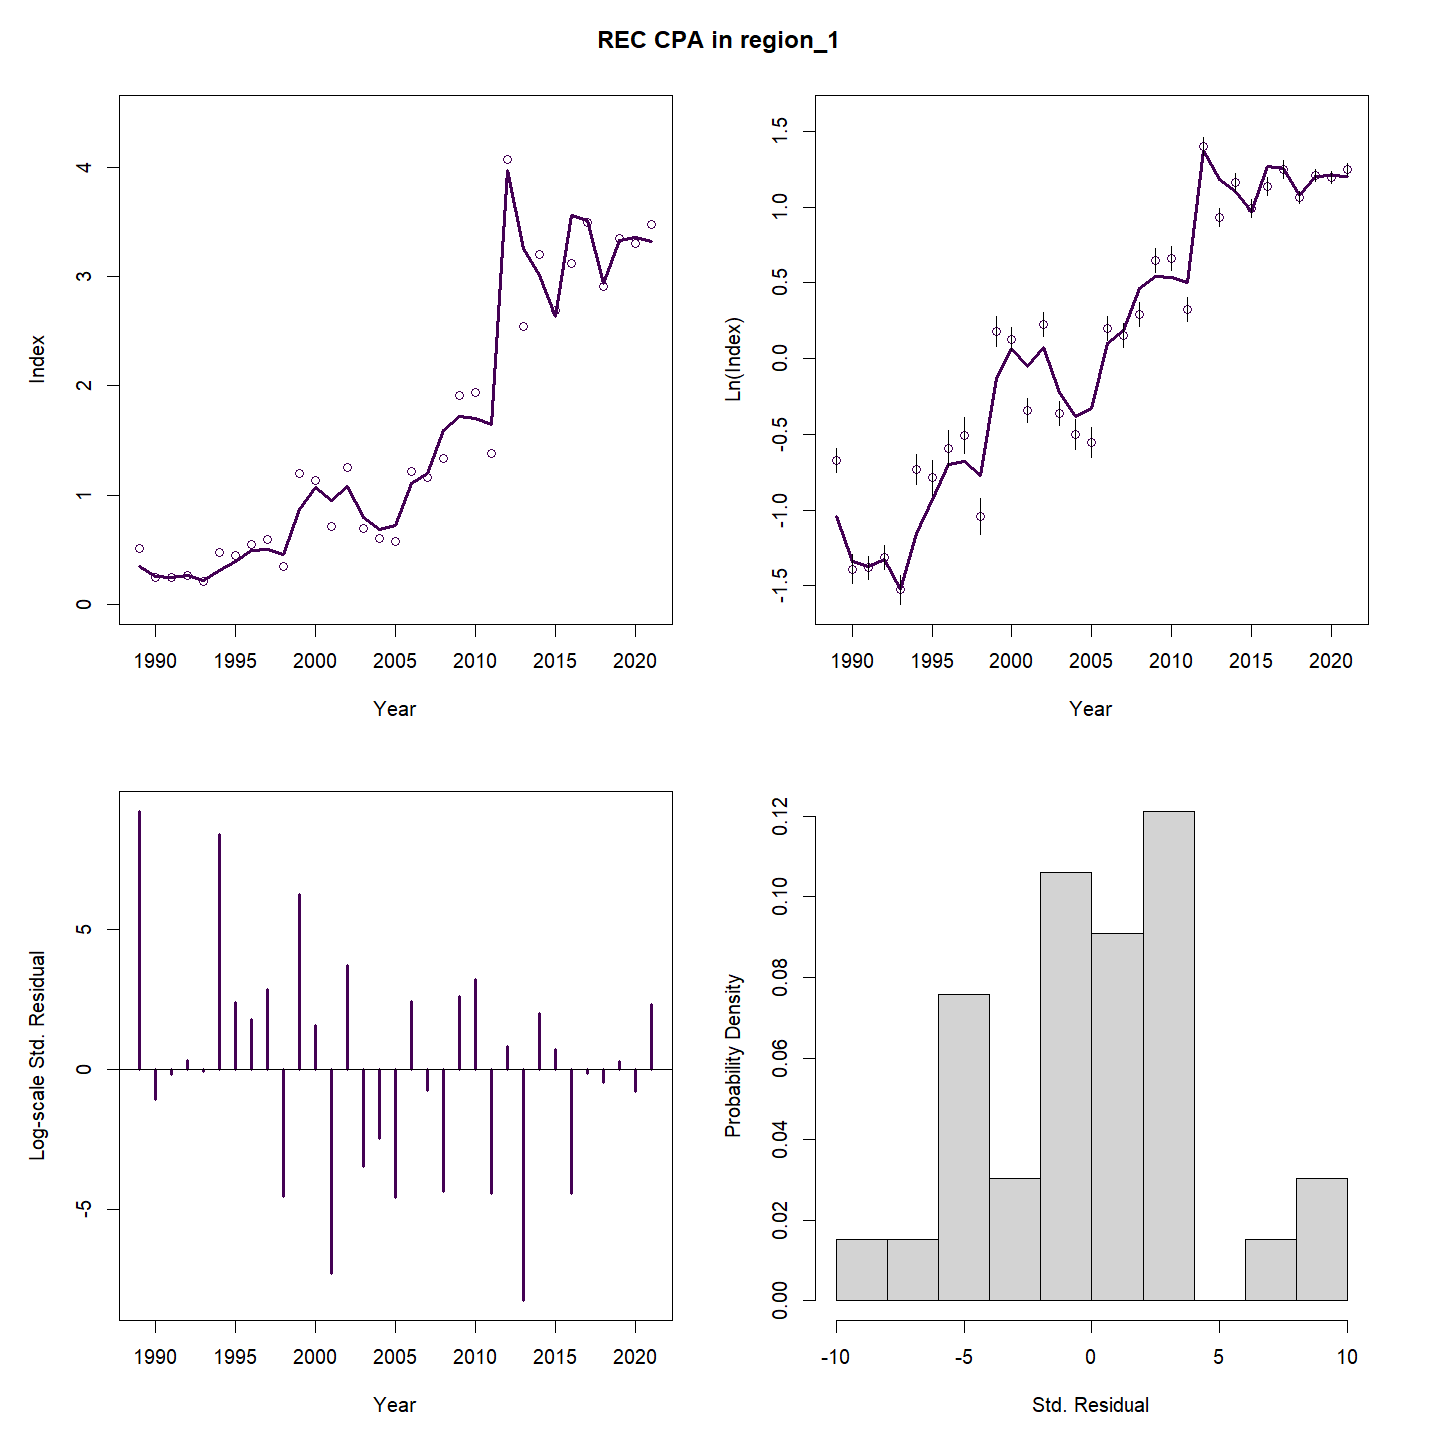 REC CPA in region_1
Index
4
3
2
1
0
1990 1995 2000 2005 2010 2015 2020
Year
Ln(Index)
1.5
1.0
0.5
0.0
-0.5
-1.0
-1.5
1990 1995 2000 2005 2010 2015 2020
Year
Log-scale Std. Residual
5
0
-5
1990 1995 2000 2005 2010 2015 2020
Year
Probability Density
0.12
0.10
0.08
0.06
0.04
0.02
0.00
-10 -5 0 5 10
Std. Residual